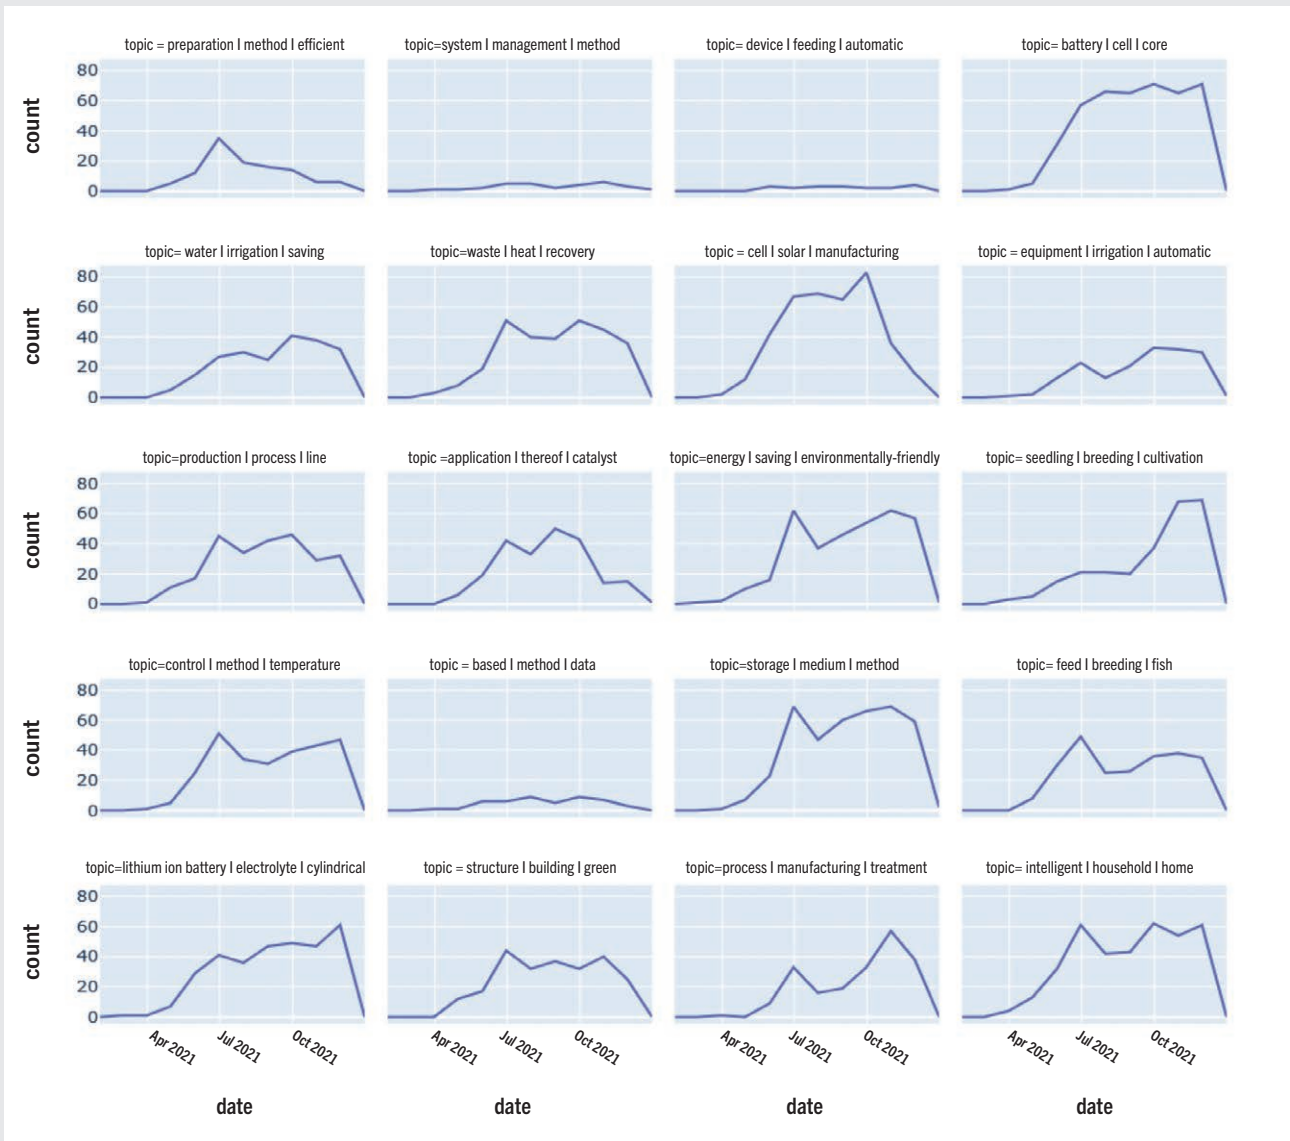 topic = preparation I method I efficient
topic=system I management I method
topic= device I feeding I automatic
topic= battery I cell I core
count
80
60
40
20
0
topic= water I irrigation I saving
topic=waste I heat I recovery
topic = cell I solar I manufacturing
topic = equipment I irrigation I automatic
count
80
60
40
20
0
topic=production I process I line
topic =application I thereof I catalyst
topic=energy I saving I environmentally-friendly
topic= seedling I breeding I cultivation
count
80
60
40
20
0
topic=control I method I temperature
topic = based I method I data
topic=storage I medium I method
topic= feed I breeding I fish
count
80
60
40
20
0
topic=lithium ion battery I electrolyte I cylindrical
topic = structure I building I green
topic=process I manufacturing I treatment
topic= intelligent I household I home
count
80
60
40
20
0
Apr 2021
Jul 2021
Oct 2021
Apr 2021
Jul 2021
Oct 2021
Apr 2021
Jul 2021
Oct 2021
Apr 2021
Jul 2021
Oct 2021
date
date
date
date